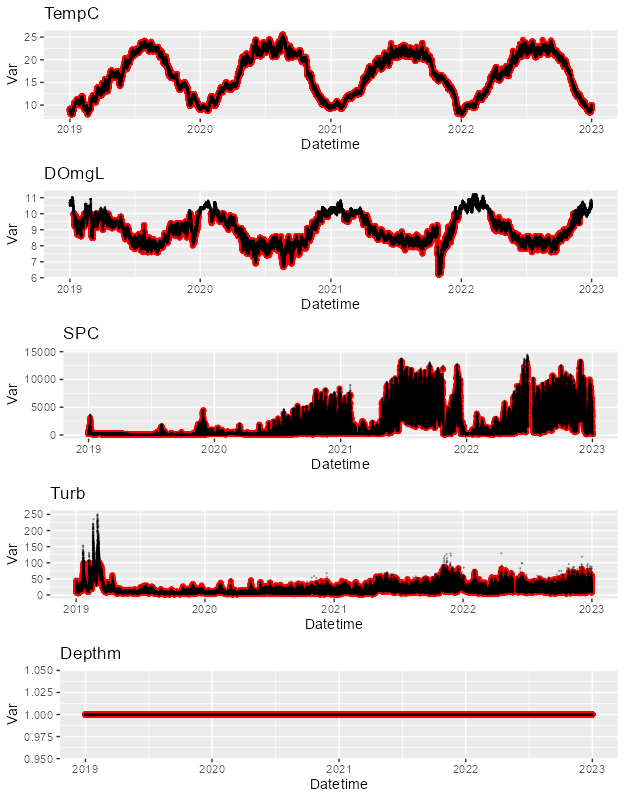 TempC
25
20
15
10
Var
2019 2020 2021 2022 2023
Datetime
DOmgL
11
10
9
8
7
6
Var
2019 2020 2021 2022 2023
Datetime
SPC
15000
10000
5000
0
Var
2019 2020 2021 2022 2023
Datetime
Turb
250
200
150
100
50
0
Var
2019 2020 2021 2022 2023
Datetime
Depthm
1.050
1.025
1.000
0.975
0.950
Var
2019 2020 2021 2022 2023
Datetime